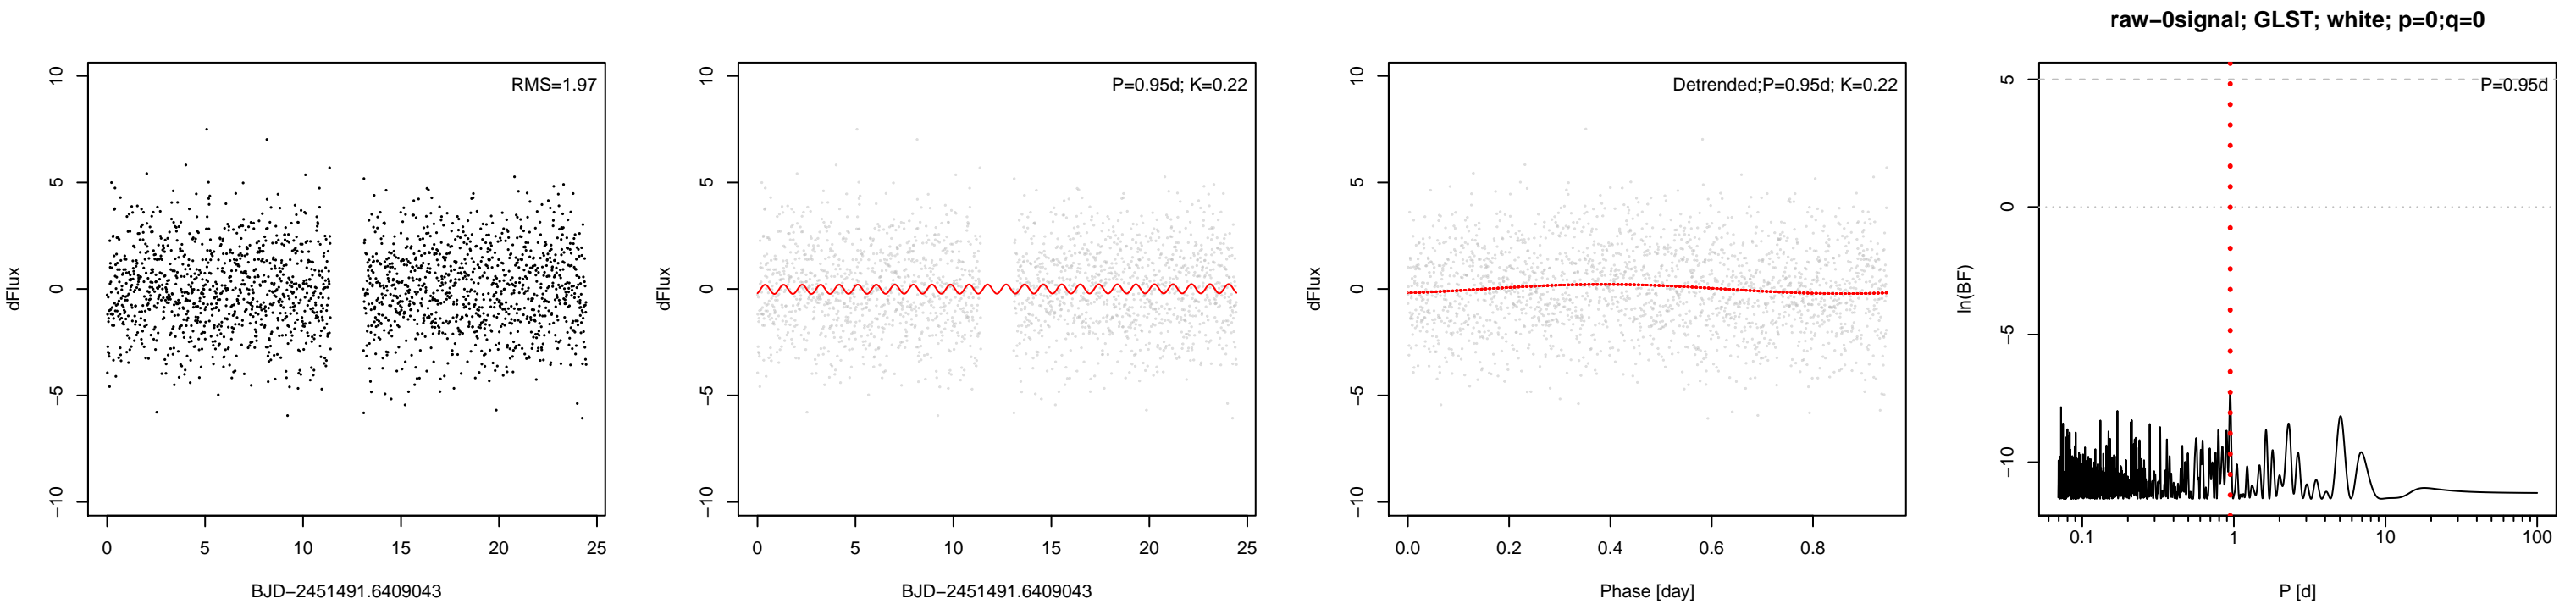 raw−0signal; GLST; white; p=0;q=0
RMS=1.97
10
5
0
−5
−10
dFlux
0 5 10 15 20 25
BJD−2451491.6409043
P=0.95d; K=0.22
10
5
0
−5
−10
dFlux
0 5 10 15 20 25
BJD−2451491.6409043
Detrended;P=0.95d; K=0.22
10
5
0
−5
−10
dFlux
0.0 0.2 0.4 0.6 0.8
Phase [day]
P=0.95d
5
0
−5
−10
ln(BF)
0.1 1 10 100
P [d]